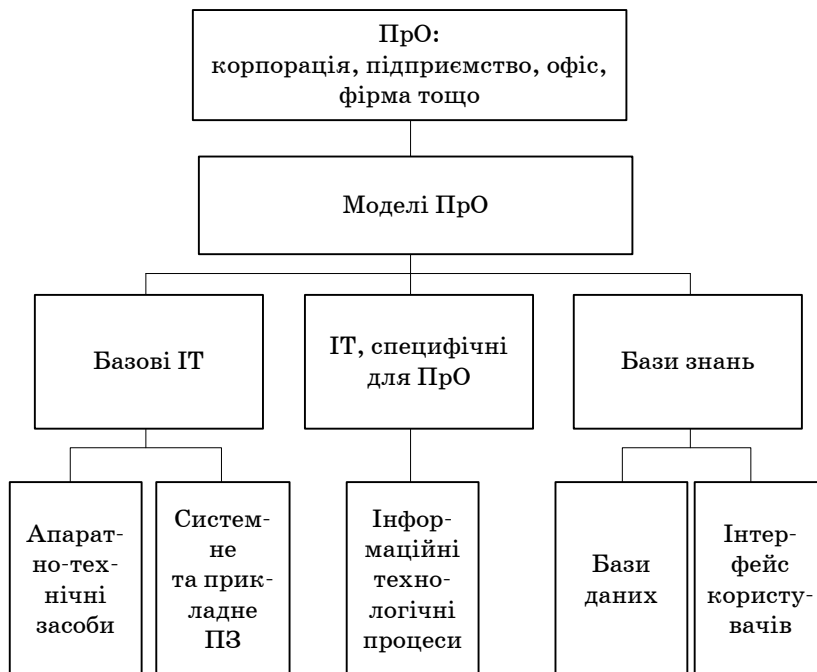 ПрО:
корпорація, підприємство, офіс,
фірма тощо
Моделі ПрО
Базові ІТ
ІТ, специфічні
для ПрО
Бази знань
Апарат-
но-тех-
нічні
засоби
Систем-
не
та прик-
ладне
ПЗ
Інфор-
маційні
техно-
логічні
процеси
Бази
даних
Інтер-
фейс
користу-
вачів